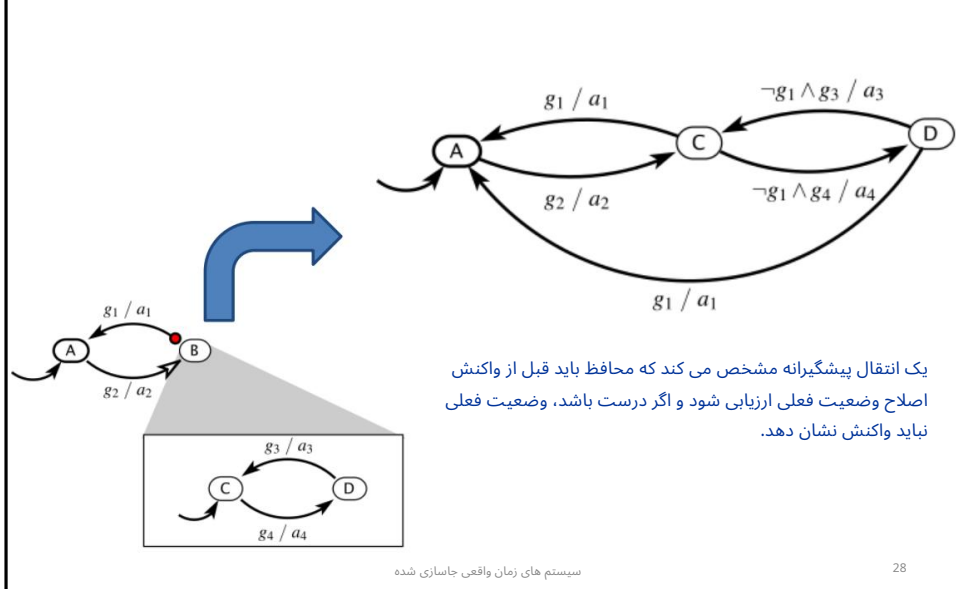 g₁ / a₁
¬g₁ ∧ g₃ / a₃
A
C
D
g₂ / a₂
¬g₁ ∧ g₄ / a₄
g₁ / a₁
g₁ / a₁
A
B
g₂ / a₂
g₃ / a₃
C
D
g₄ / a₄
یک انتقال پیشگیرانه مشخص می کند که محافظ باید قبل از واکنش
اصلاح وضعیت فعلی ارزیابی شود و اگر درست باشد، وضعیت فعلی
نباید واکنش نشان دهد.
سیستم های زمان واقعی جاسازی شده
28